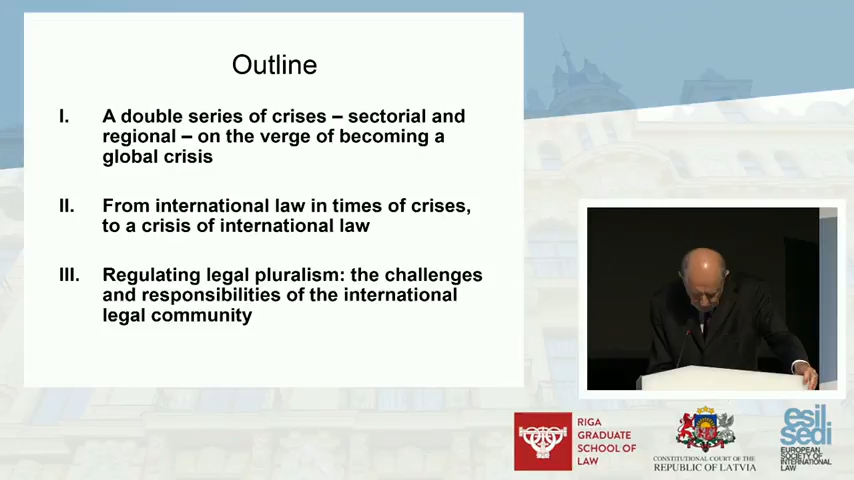 Outline
I. A double series of crises – sectorial and
regional – on the verge of becoming a
global crisis
II. From international law in times of crises,
to a crisis of international law
III. Regulating legal pluralism: the challenges
and responsibilities of the international
legal community
RIGA
GRADUATE
SCHOOL OF
LAW
CONSTITUTIONAL COURT OF THE
REPUBLIC OF LATVIA
esil
sedi
EUROPEAN
SOCIETY OF
INTERNATIONAL
LAW